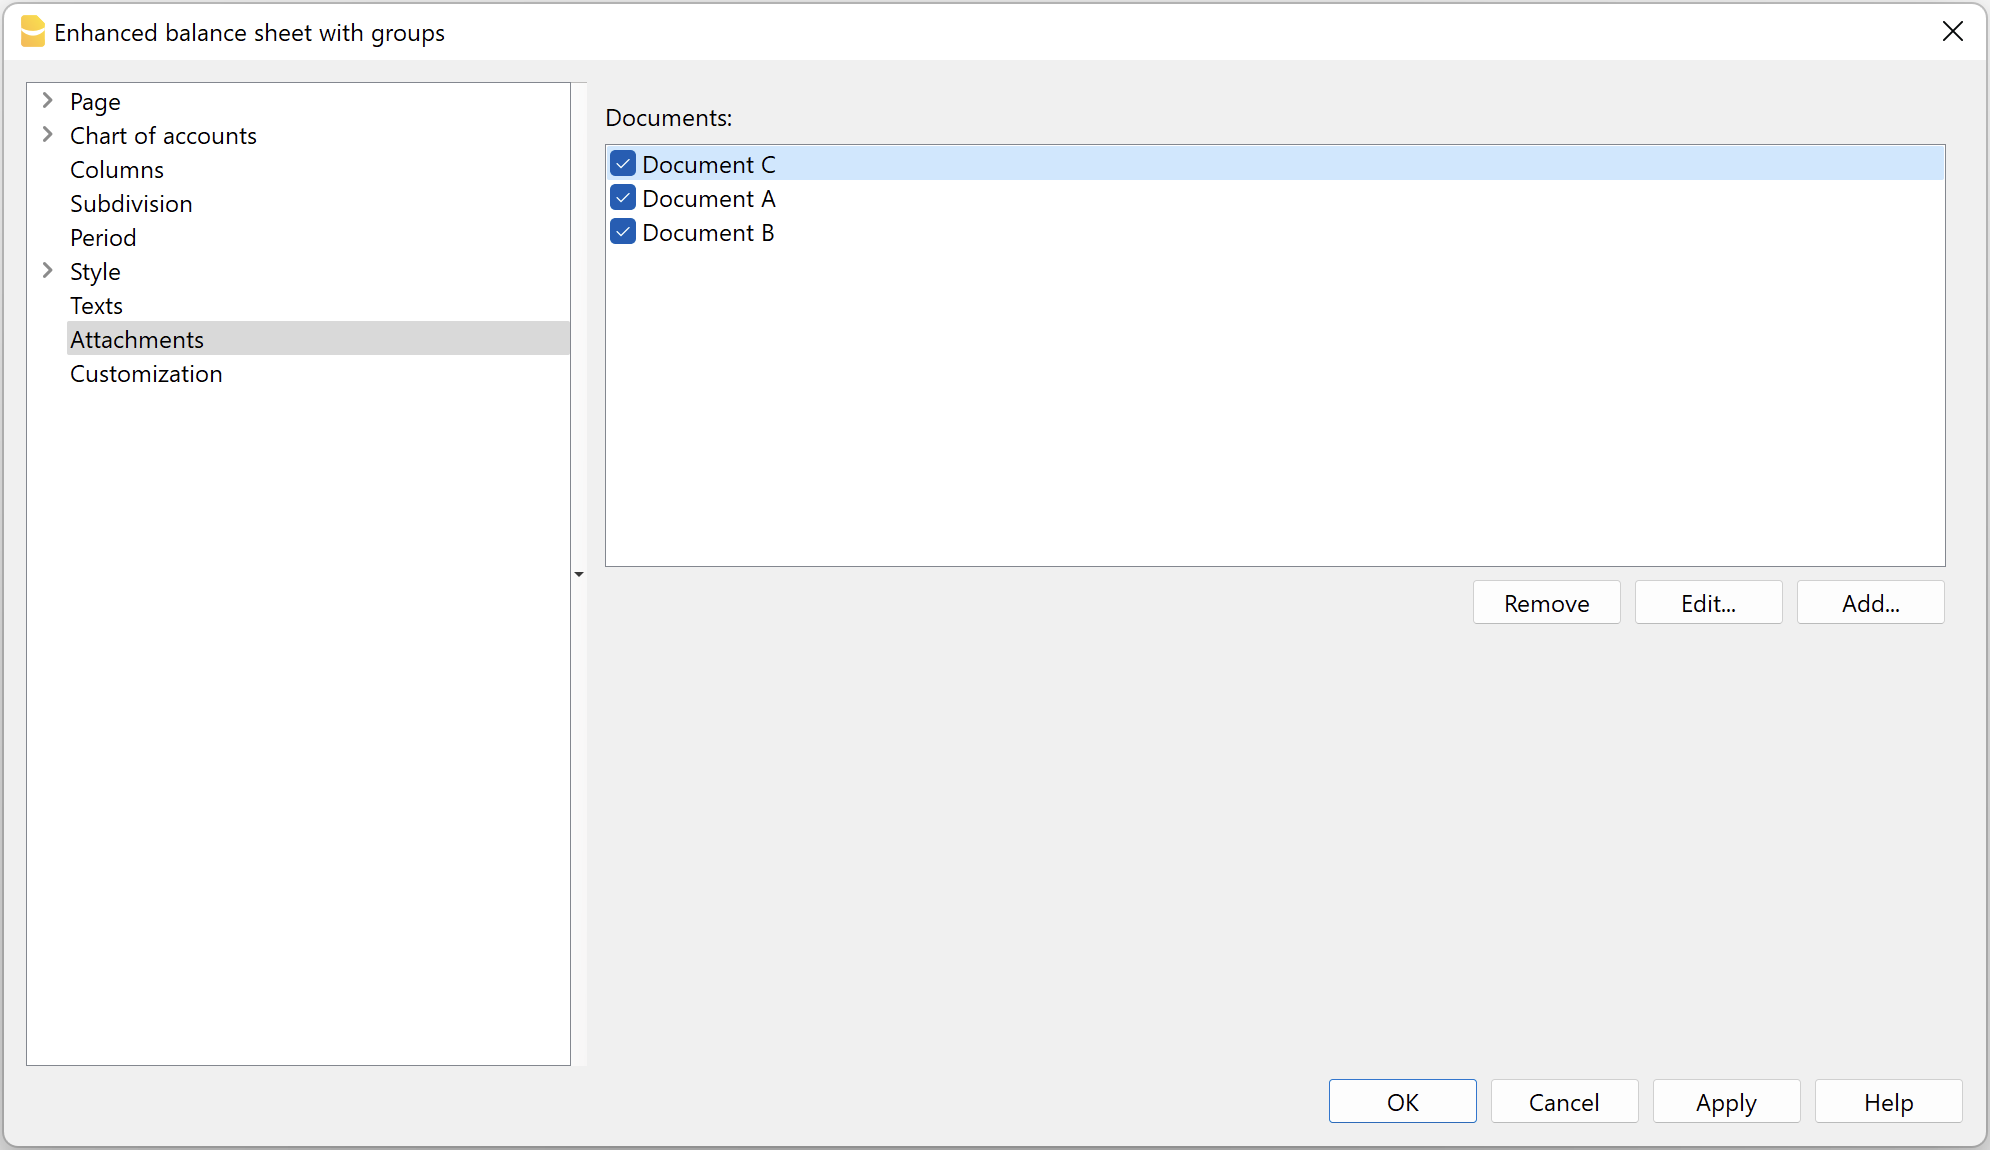 Enhanced balance sheet with groups
Page
Chart of accounts
Columns
Subdivision
Period
Style
Texts
Attachments
Customization
Documents:
Document C
Document A
Document B
Remove
Edit...
Add...
OK
Cancel
Apply
Help